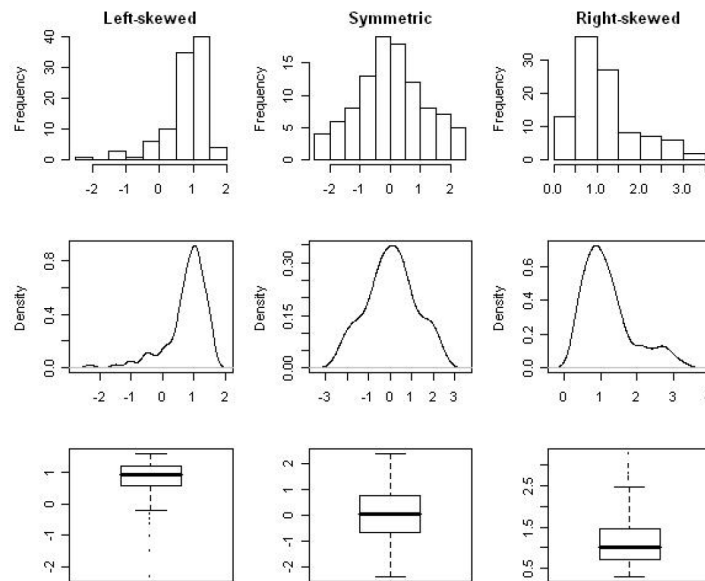 Left-skewed
Symmetric
Right-skewed
Frequency
0 10 20 30 40
-2 -1 0 1 2
Frequency
0 5 10 15
-2 -1 0 1 2
Frequency
0 10 20 30
0.0 1.0 2.0 3.0
Density
0.0 0.4 0.8
-2 -1 0 1 2
Density
0.00 0.15 0.30
-3 -1 0 1 2 3
Density
0.0 0.2 0.4 0.6
0 1 2 3
-2 -1 0 1
-2 -1 0 1 2
0.5 1.5 2.5